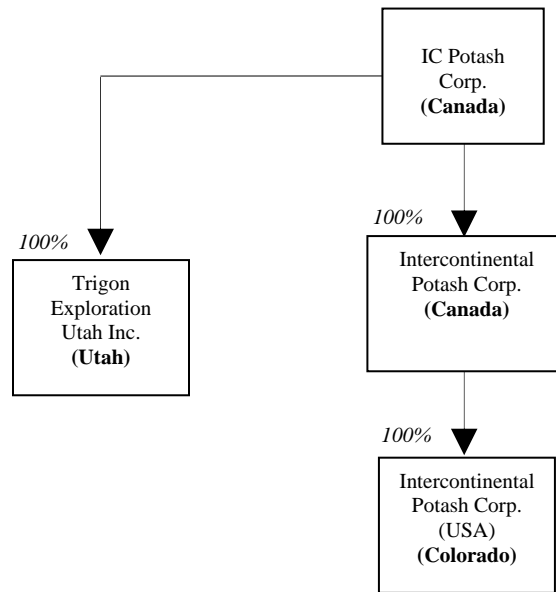 IC Potash
Corp.
(Canada)
100%
Trigon
Exploration
Utah Inc.
(Utah)
100%
Intercontinental
Potash Corp.
(Canada)
100%
Intercontinental
Potash Corp.
(USA)
(Colorado)